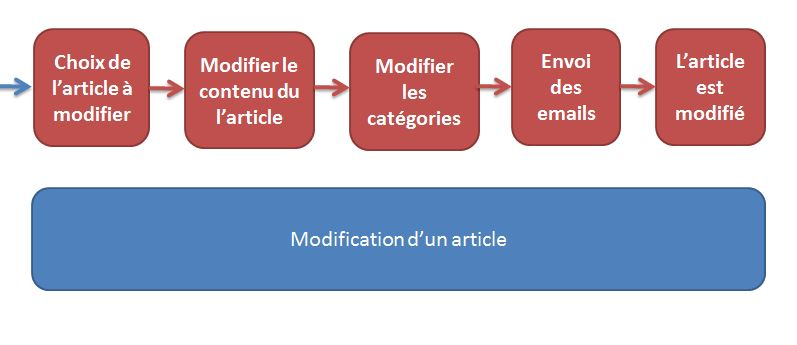 Choix de
l’article à
modifier
Modifier le
contenu du
l’article
Modifier
les
catégories
Envoi
des
emails
L’article
est
modifié
Modification d’un article